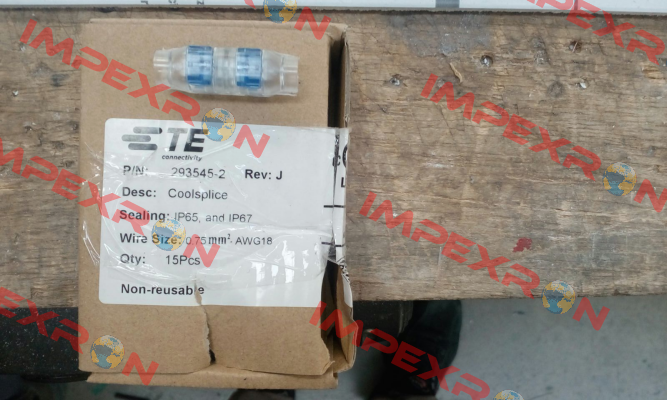 TE
connectivity
P/N: 293545-2 Rev: J
Desc: Coolsplice
Sealing: IP65, and IP67
Wire Size: 0.75mm². AWG18
Qty: 15Pcs
Non-reusable
IMPEXRON
IMPEXRON
IMPEXRON
IMPEXRON
IMPEXRON
IMPEXRON